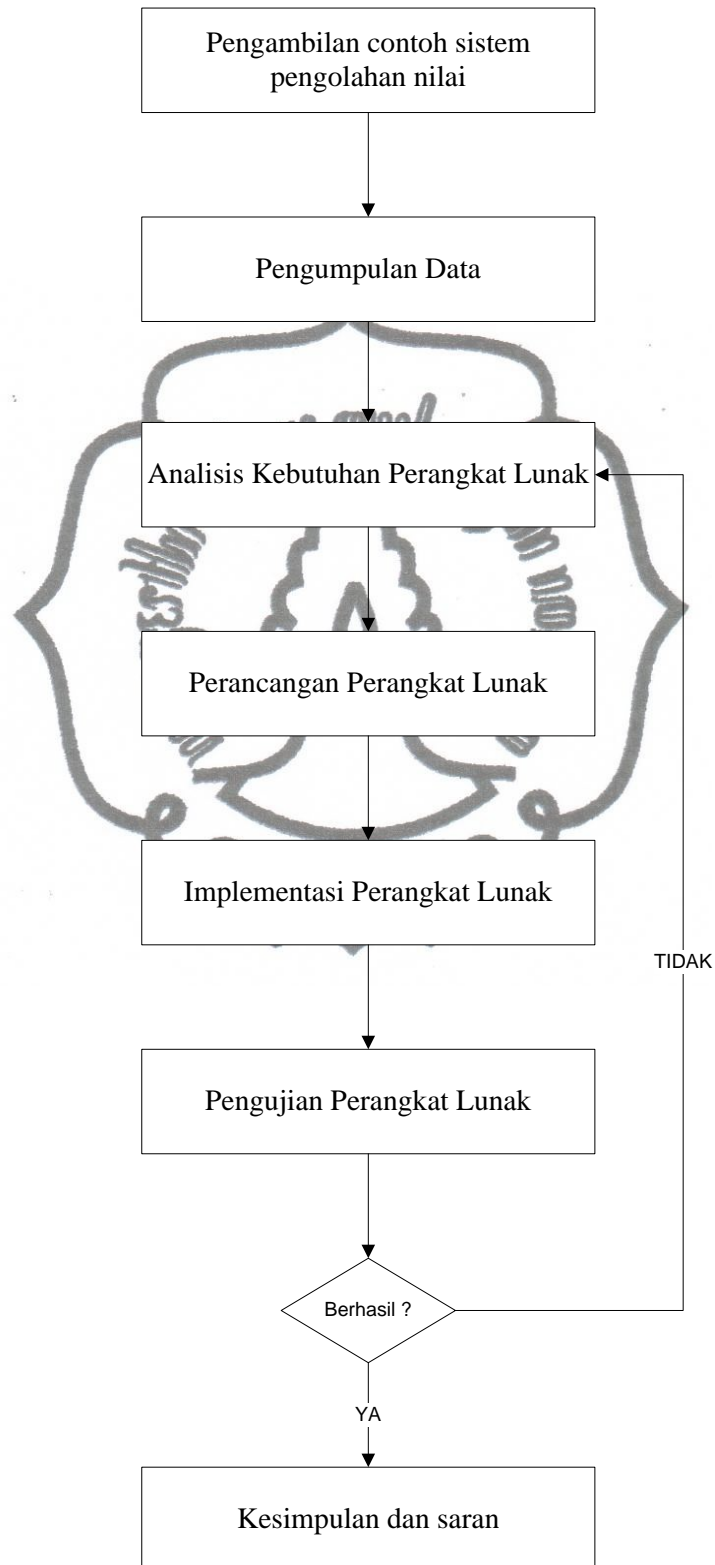 Pengambilan contoh sistem
pengolahan nilai
Pengumpulan Data
Analisis Kebutuhan Perangkat Lunak
Perancangan Perangkat Lunak
Implementasi Perangkat Lunak
TIDAK
Pengujian Perangkat Lunak
Berhasil ?
YA
Kesimpulan dan saran